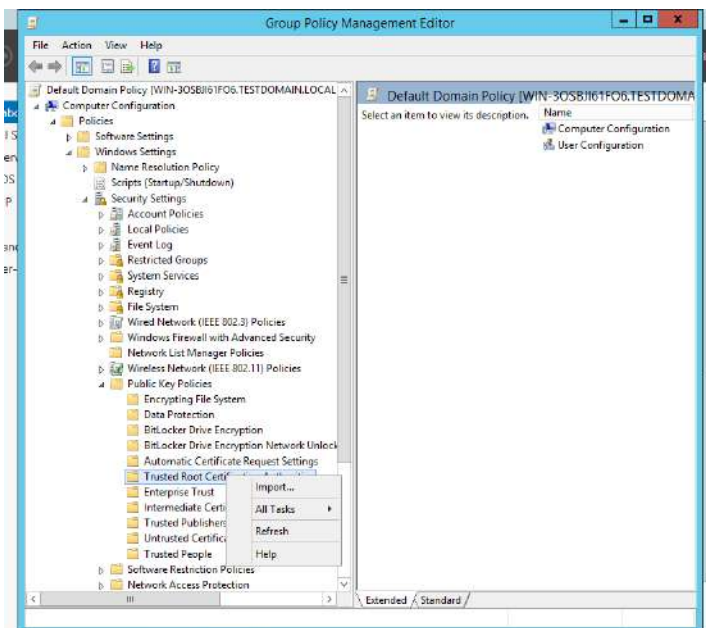 Group Policy Management Editor
File Action View Help
Default Domain Policy [WIN-3OSBJI61FO6.TESTDOMAIN.LOCAL
Computer Configuration
Policies
Software Settings
Windows Settings
Name Resolution Policy
Scripts (Startup/Shutdown)
Security Settings
Account Policies
Local Policies
Event Log
Restricted Groups
System Services
Registry
File System
Wired Network (IEEE 802.3) Policies
Windows Firewall with Advanced Security
Network List Manager Policies
Wireless Network (IEEE 802.11) Policies
Public Key Policies
Encrypting File System
Data Protection
BitLocker Drive Encryption
BitLocker Drive Encryption Network Unlock
Automatic Certificate Request Settings
Trusted Root
Enterprise Trust
Intermediate Certi
Trusted Publishers
Untrusted Certific
Trusted People
Software Restriction Policies
Network Access Protection
Import...
All Tasks
Refresh
Help
Default Domain Policy [WIN-3OSBJI61FO6.TESTDOMA
Select an item to view its description.
Name
Computer Configuration
User Configuration
Extended Standard